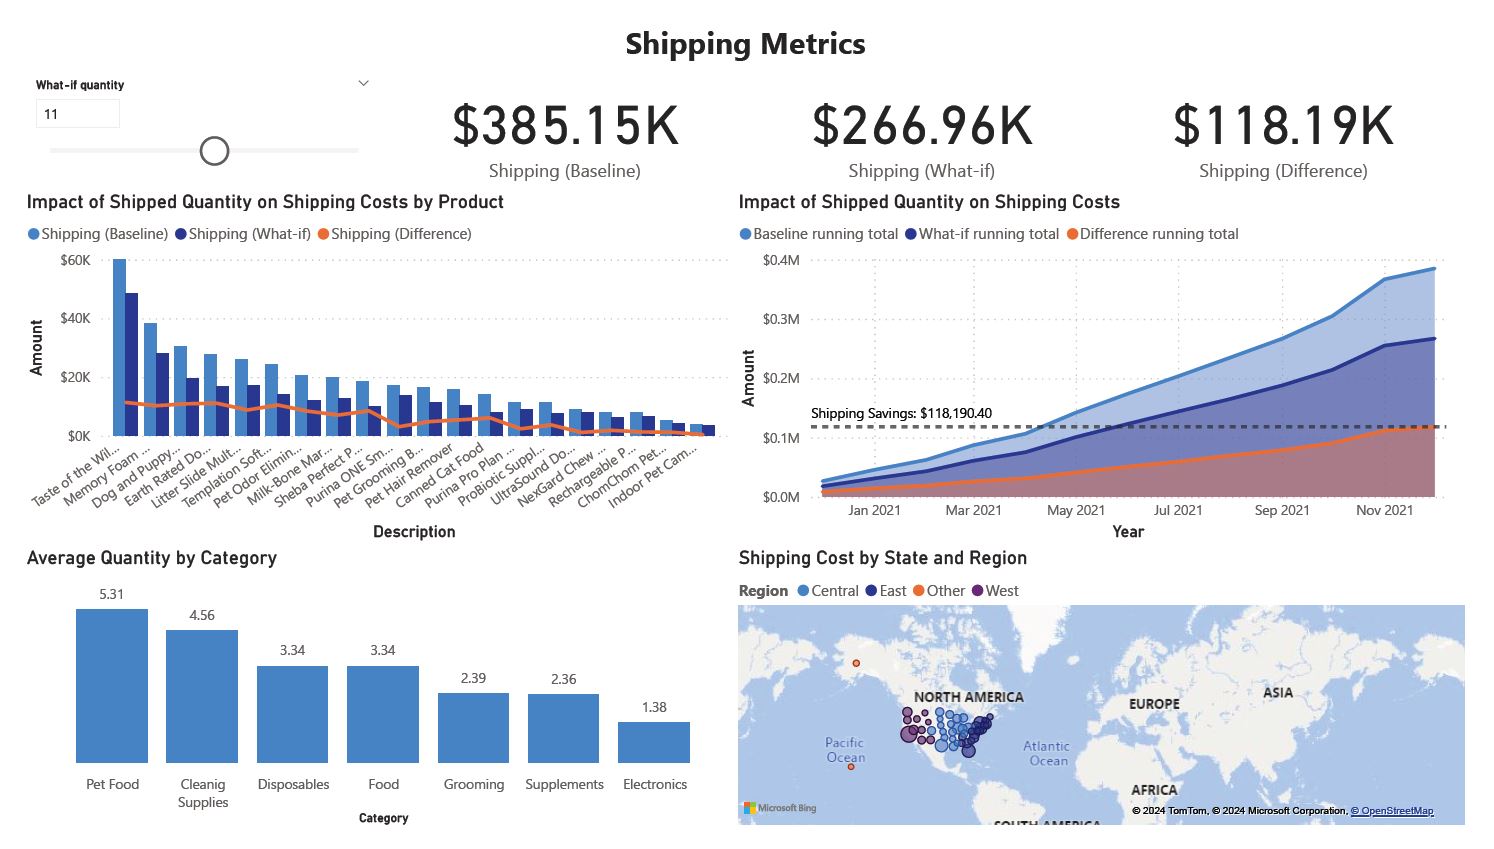 Shipping Metrics
What-if quantity
11
$385.15K
Shipping (Baseline)
$266.96K
Shipping (What-if)
$118.19K
Shipping (Difference)
Impact of Shipped Quantity on Shipping Costs by Product
Shipping (Baseline) Shipping (What-if) Shipping (Difference)
$60K
$40K
$20K
$0K
Amount
Taste of the Wil...
Memory Foam ...
Dog and Puppy...
Earth Rated Do...
Litter Slide Mult...
Templation Soft...
Pet Odor Elimin...
Milk-Bone Mar...
Sheba Perfect P...
Purina ONE Sm...
Pet Grooming B...
Pet Hair Remover
Canned Cat Food
Purina Pro Plan ...
ProBiotic Suppl...
UltraSound Do...
NexGard Chew ...
Rechargeable P...
ChomChom Pet...
Indoor Pet Cam...
Description
Impact of Shipped Quantity on Shipping Costs
Baseline running total What-if running total Difference running total
$0.4M
$0.3M
$0.2M
$0.1M
$0.0M
Amount
Shipping Savings: $118,190.40
Jan 2021 Mar 2021 May 2021 Jul 2021 Sep 2021 Nov 2021
Year
Average Quantity by Category
5.31
4.56
3.34
3.34
2.39
2.36
1.38
Pet Food
Cleanig
Supplies
Disposables
Food
Grooming
Supplements
Electronics
Category
Shipping Cost by State and Region
Region Central East Other West
NORTH AMERICA
EUROPE
ASIA
Pacific
Ocean
Atlantic
Ocean
AFRICA
SOUTH AMERICA
Microsoft Bing
© 2024 TomTom, © 2024 Microsoft Corporation, © OpenStreetMap